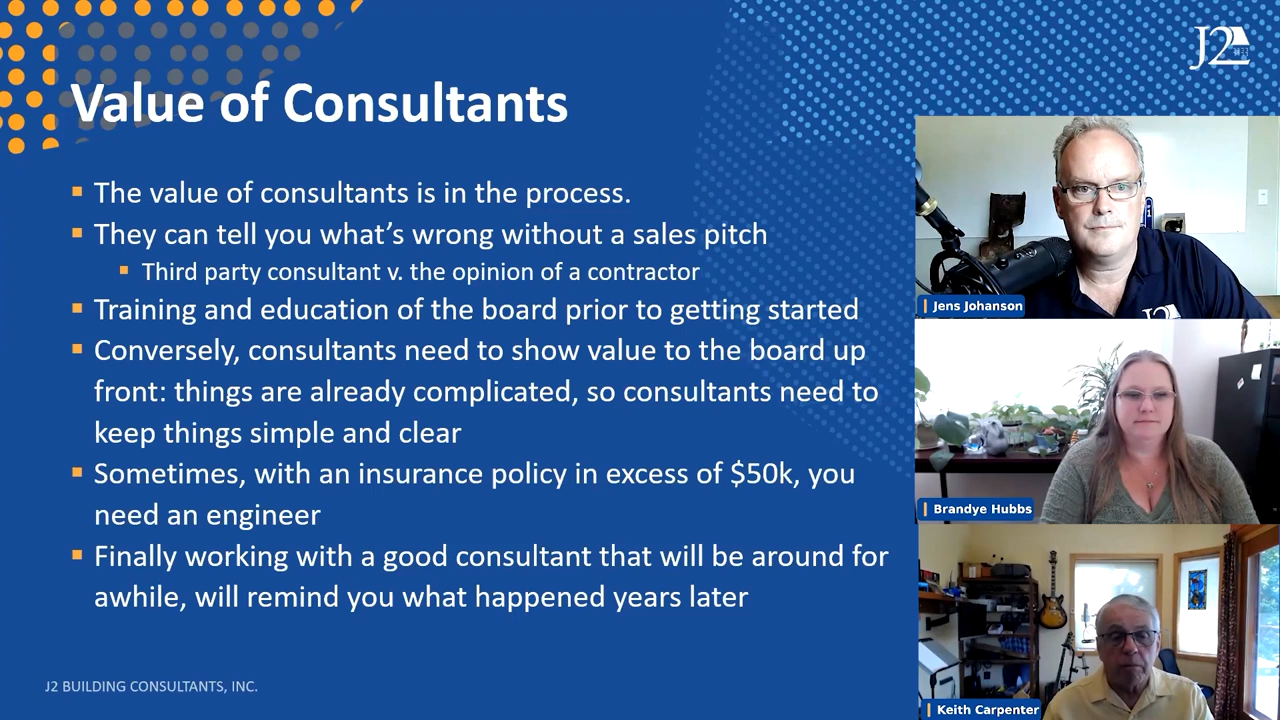 J2
Value of Consultants
The value of consultants is in the process.
They can tell you what’s wrong without a sales pitch
Third party consultant v. the opinion of a contractor
Training and education of the board prior to getting started
Conversely, consultants need to show value to the board up
front: things are already complicated, so consultants need to
keep things simple and clear
Sometimes, with an insurance policy in excess of $50k, you
need an engineer
Finally working with a good consultant that will be around for
awhile, will remind you what happened years later
J2 BUILDING CONSULTANTS, INC.
J2
Jens Johanson
Brandye Hubbs
Keith Carpenter